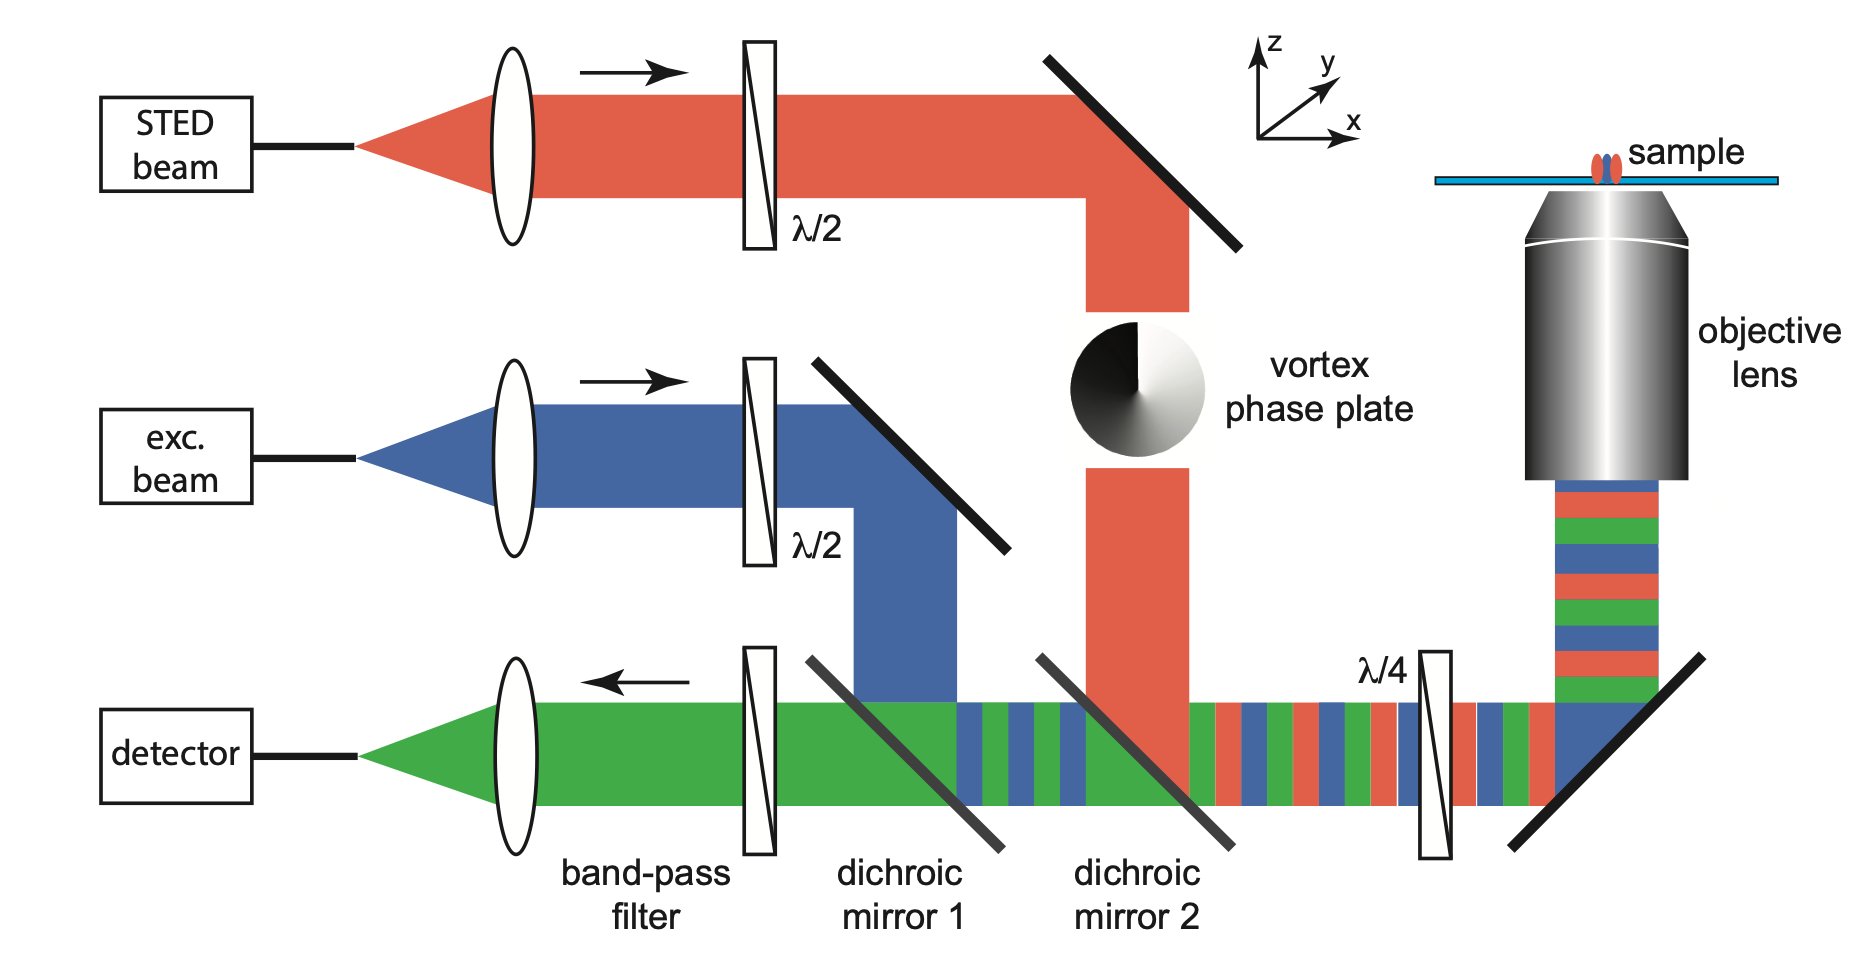 STED
beam
λ/2
z
y
x
sample
exc.
beam
λ/2
vortex
phase plate
objective
lens
detector
λ/4
band-pass
filter
dichroic
mirror 1
dichroic
mirror 2